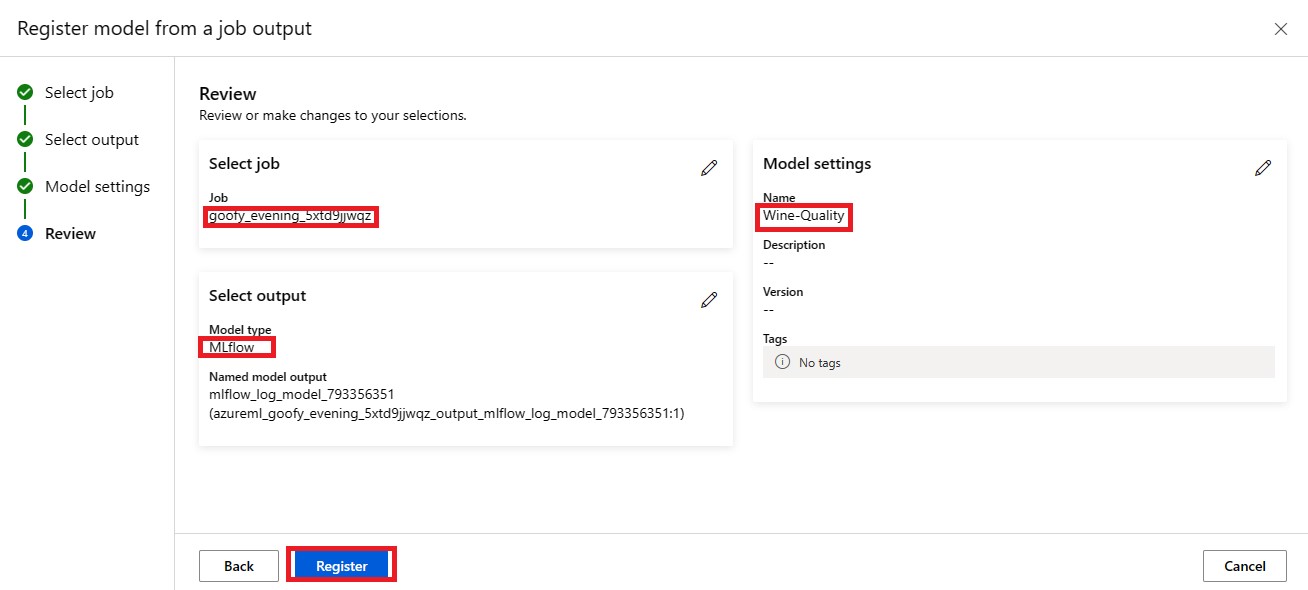 Register model from a job output
Select job
Select output
Model settings
4
Review
Review
Review or make changes to your selections.
Select job
Job
goofy_evening_5xtd9jjwqz
Select output
Model type
MLflow
Named model output
mlflow_log_model_793356351
(azureml_goofy_evening_5xtd9jjwqz_output_mlflow_log_model_793356351:1)
Model settings
Name
Wine-Quality
Description
--
Version
--
Tags
No tags
Back
Register
Cancel